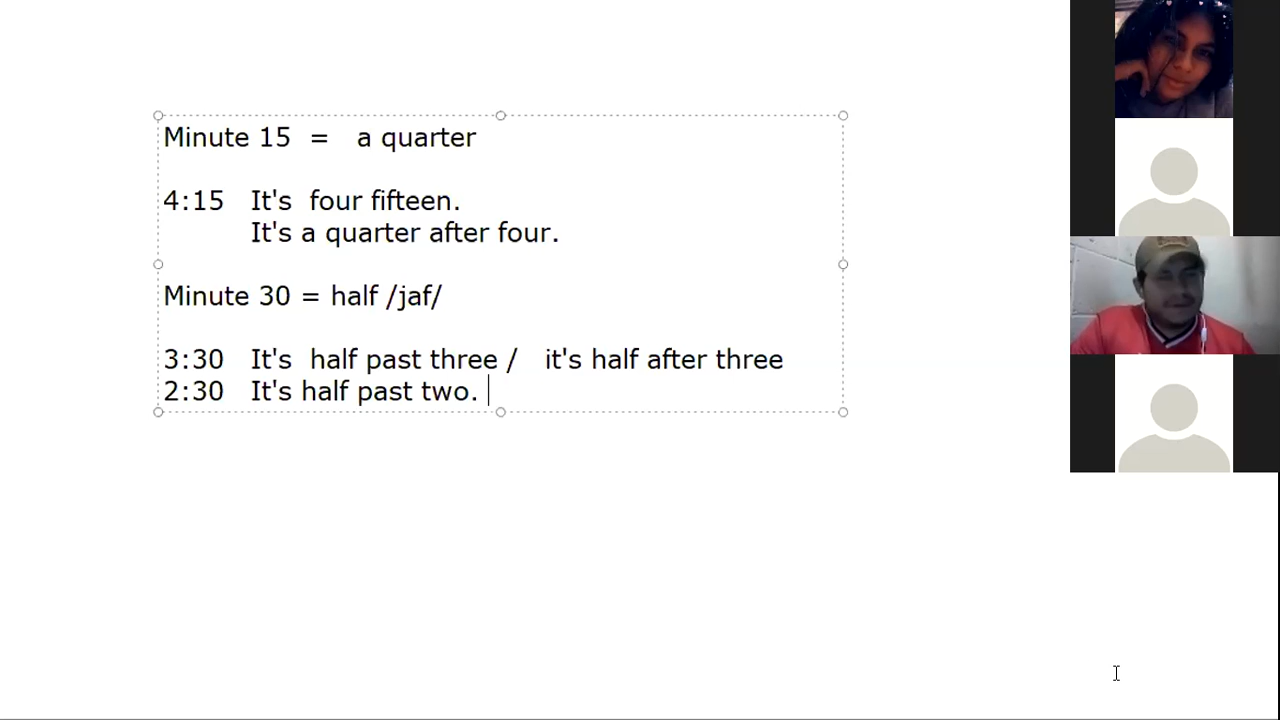 Minute 15 = a quarter
4:15 It's four fifteen.
It's a quarter after four.
Minute 30 = half /jaf/
3:30 It's half past three / it's half after three
2:30 It's half past two.